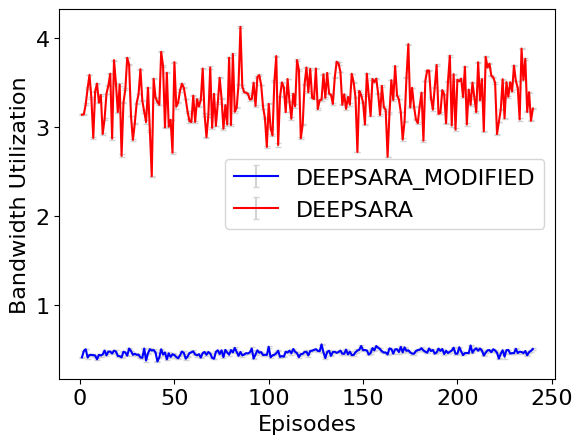 Bandwidth Utilization
4
3
2
1
DEEPSARA_MODIFIED
DEEPSARA
0
50
100
150
200
250
Episodes